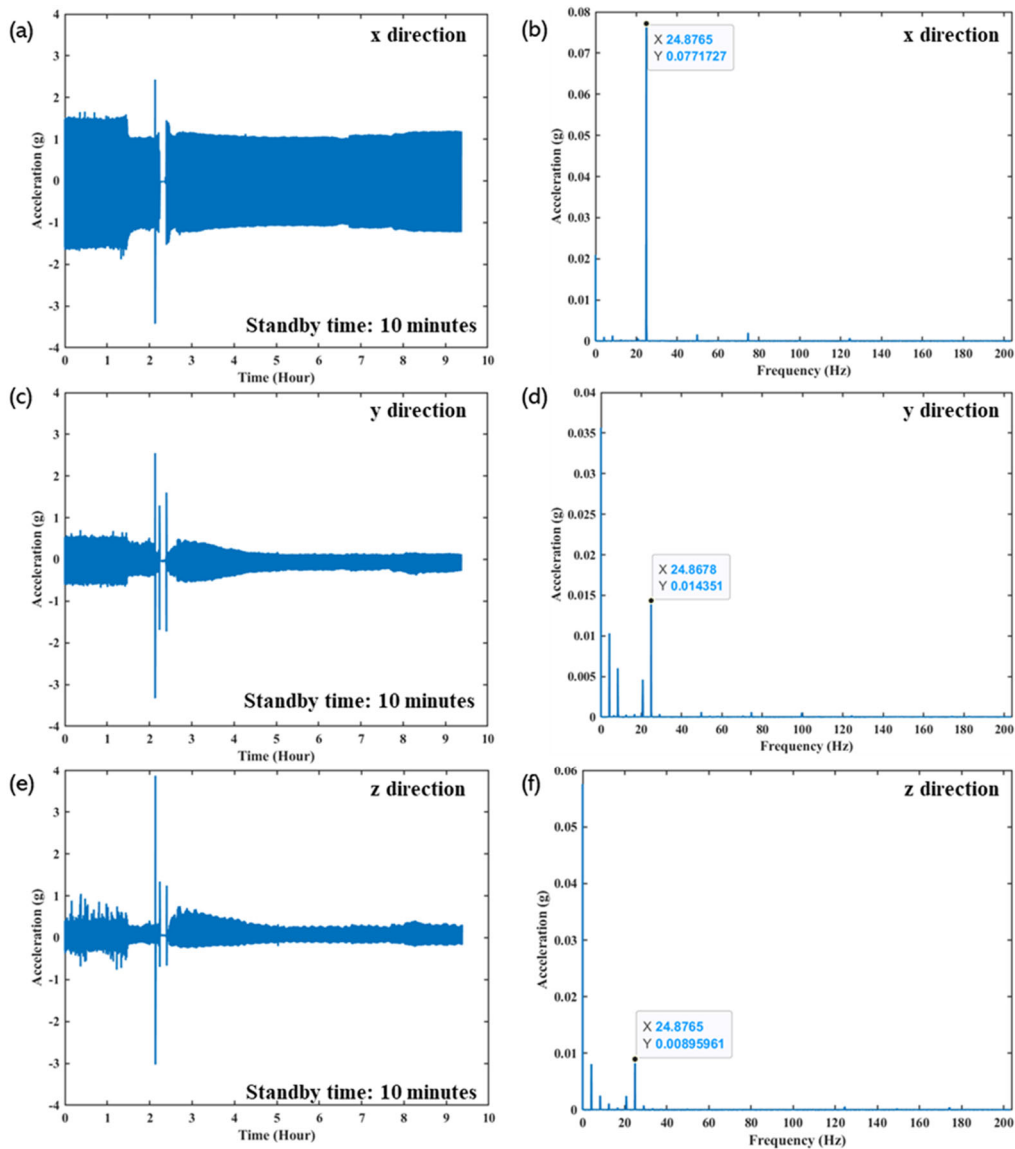 (a)
x direction
4
3
2
1
0
-1
-2
-3
-4
Acceleration (g)
Standby time: 10 minutes
0 1 2 3 4 5 6 7 8 9 10
Time (Hour)
(b)
x direction
X 24.8765
Y 0.0771727
0.08
0.07
0.06
0.05
0.04
0.03
0.02
0.01
0
Acceleration (g)
0 20 40 60 80 100 120 140 160 180 200
Frequency (Hz)
(c)
y direction
4
3
2
1
0
-1
-2
-3
-4
Acceleration (g)
Standby time: 10 minutes
0 1 2 3 4 5 6 7 8 9 10
Time (Hour)
(d)
y direction
0.04
0.035
0.03
0.025
0.02
0.015
0.01
0.005
0
Acceleration (g)
X 24.8678
Y 0.014351
0 20 40 60 80 100 120 140 160 180 200
Frequency (Hz)
(e)
z direction
4
3
2
1
0
-1
-2
-3
-4
Acceleration (g)
Standby time: 10 minutes
0 1 2 3 4 5 6 7 8 9 10
Time (Hour)
(f)
z direction
0.06
0.05
0.04
0.03
0.02
0.01
0
Acceleration (g)
X 24.8765
Y 0.00895961
0 20 40 60 80 100 120 140 160 180 200
Frequency (Hz)